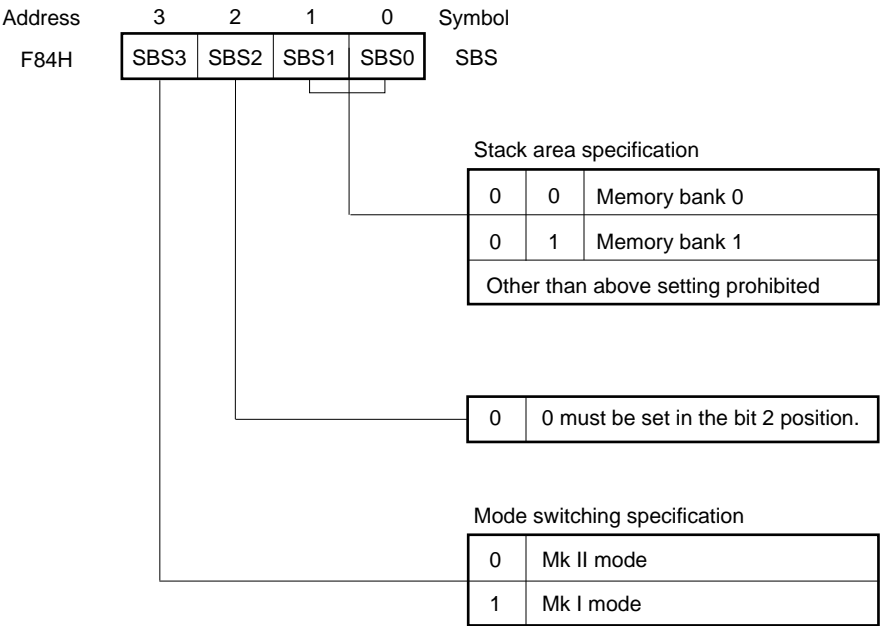 Address 3 2 1 0 Symbol
F84H SBS3 SBS2 SBS1 SBS0 SBS
Stack area specification
0 0 Memory bank 0
0 1 Memory bank 1
Other than above setting prohibited
0 0 must be set in the bit 2 position.
Mode switching specification
0 Mk II mode
1 Mk I mode